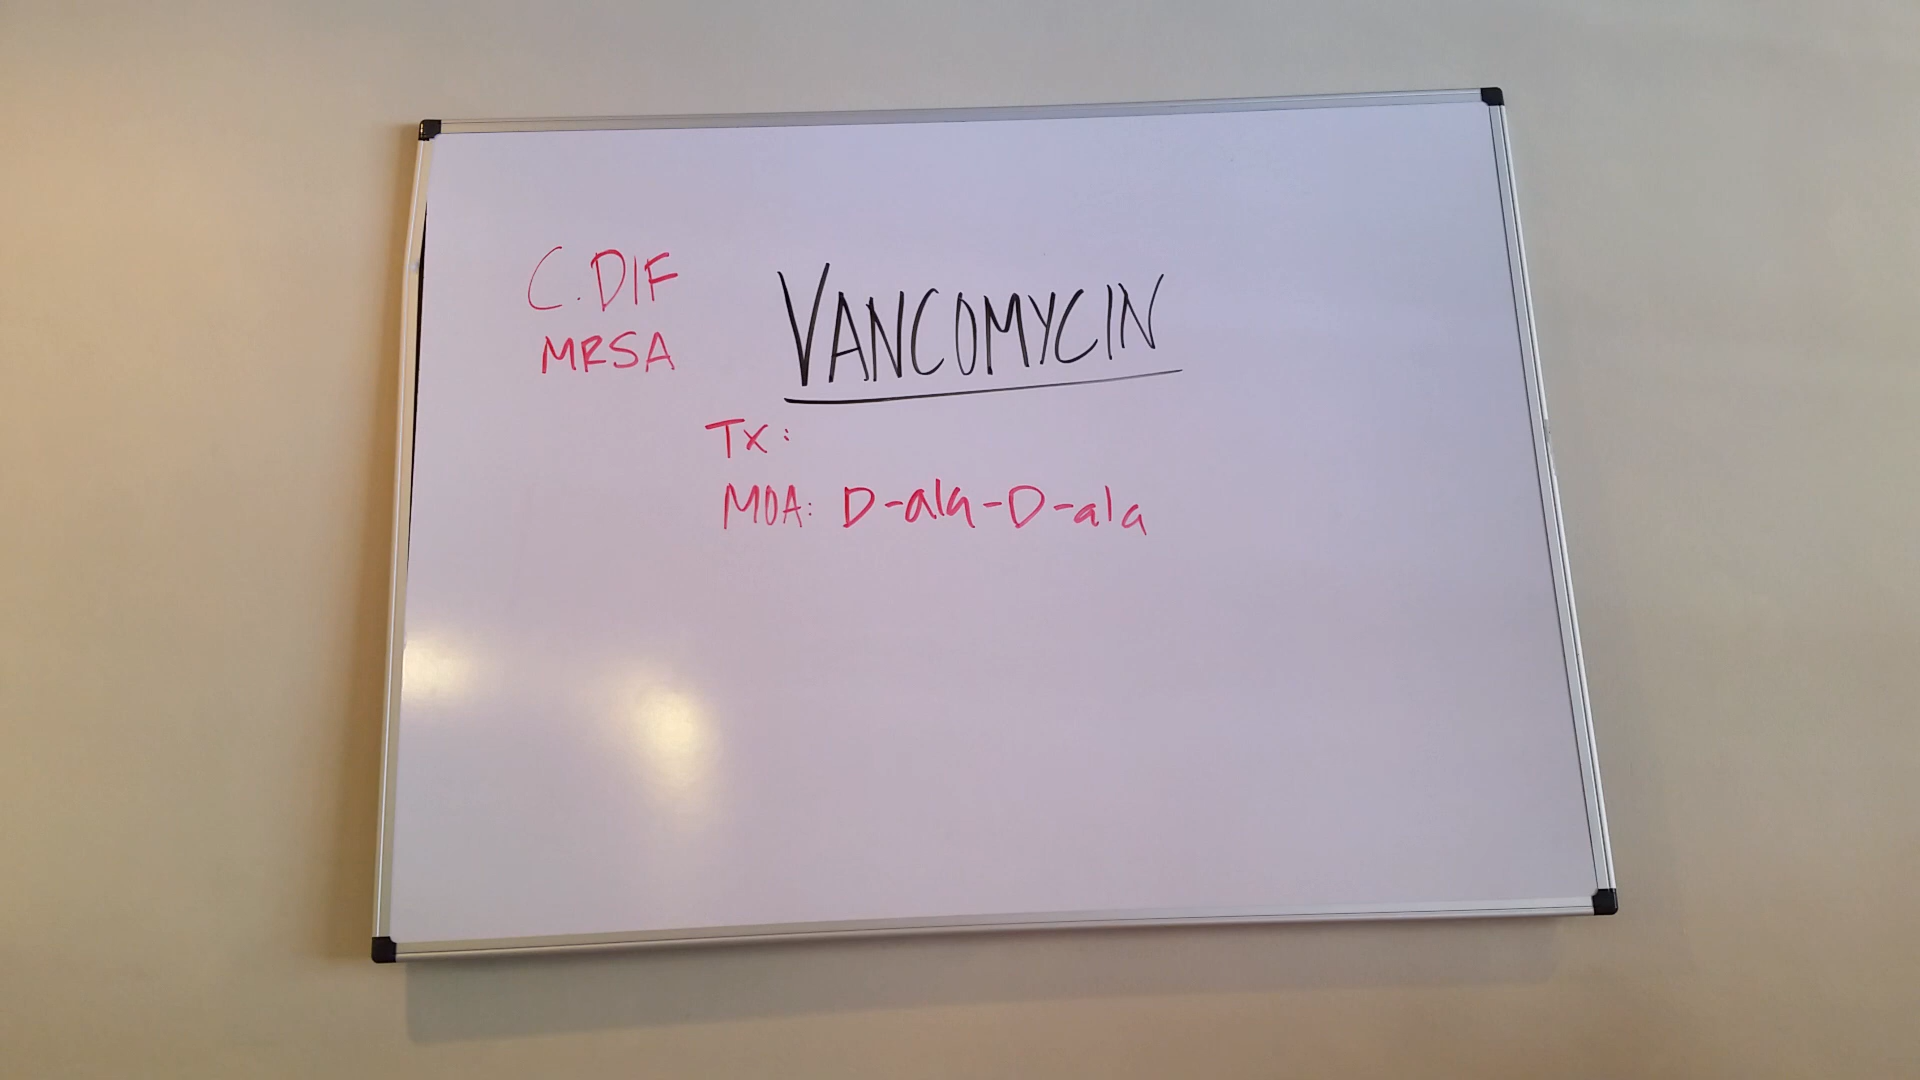 C. DIF
MRSA
VANCOMYCIN
Tx:
MOA: D-ala-D-ala